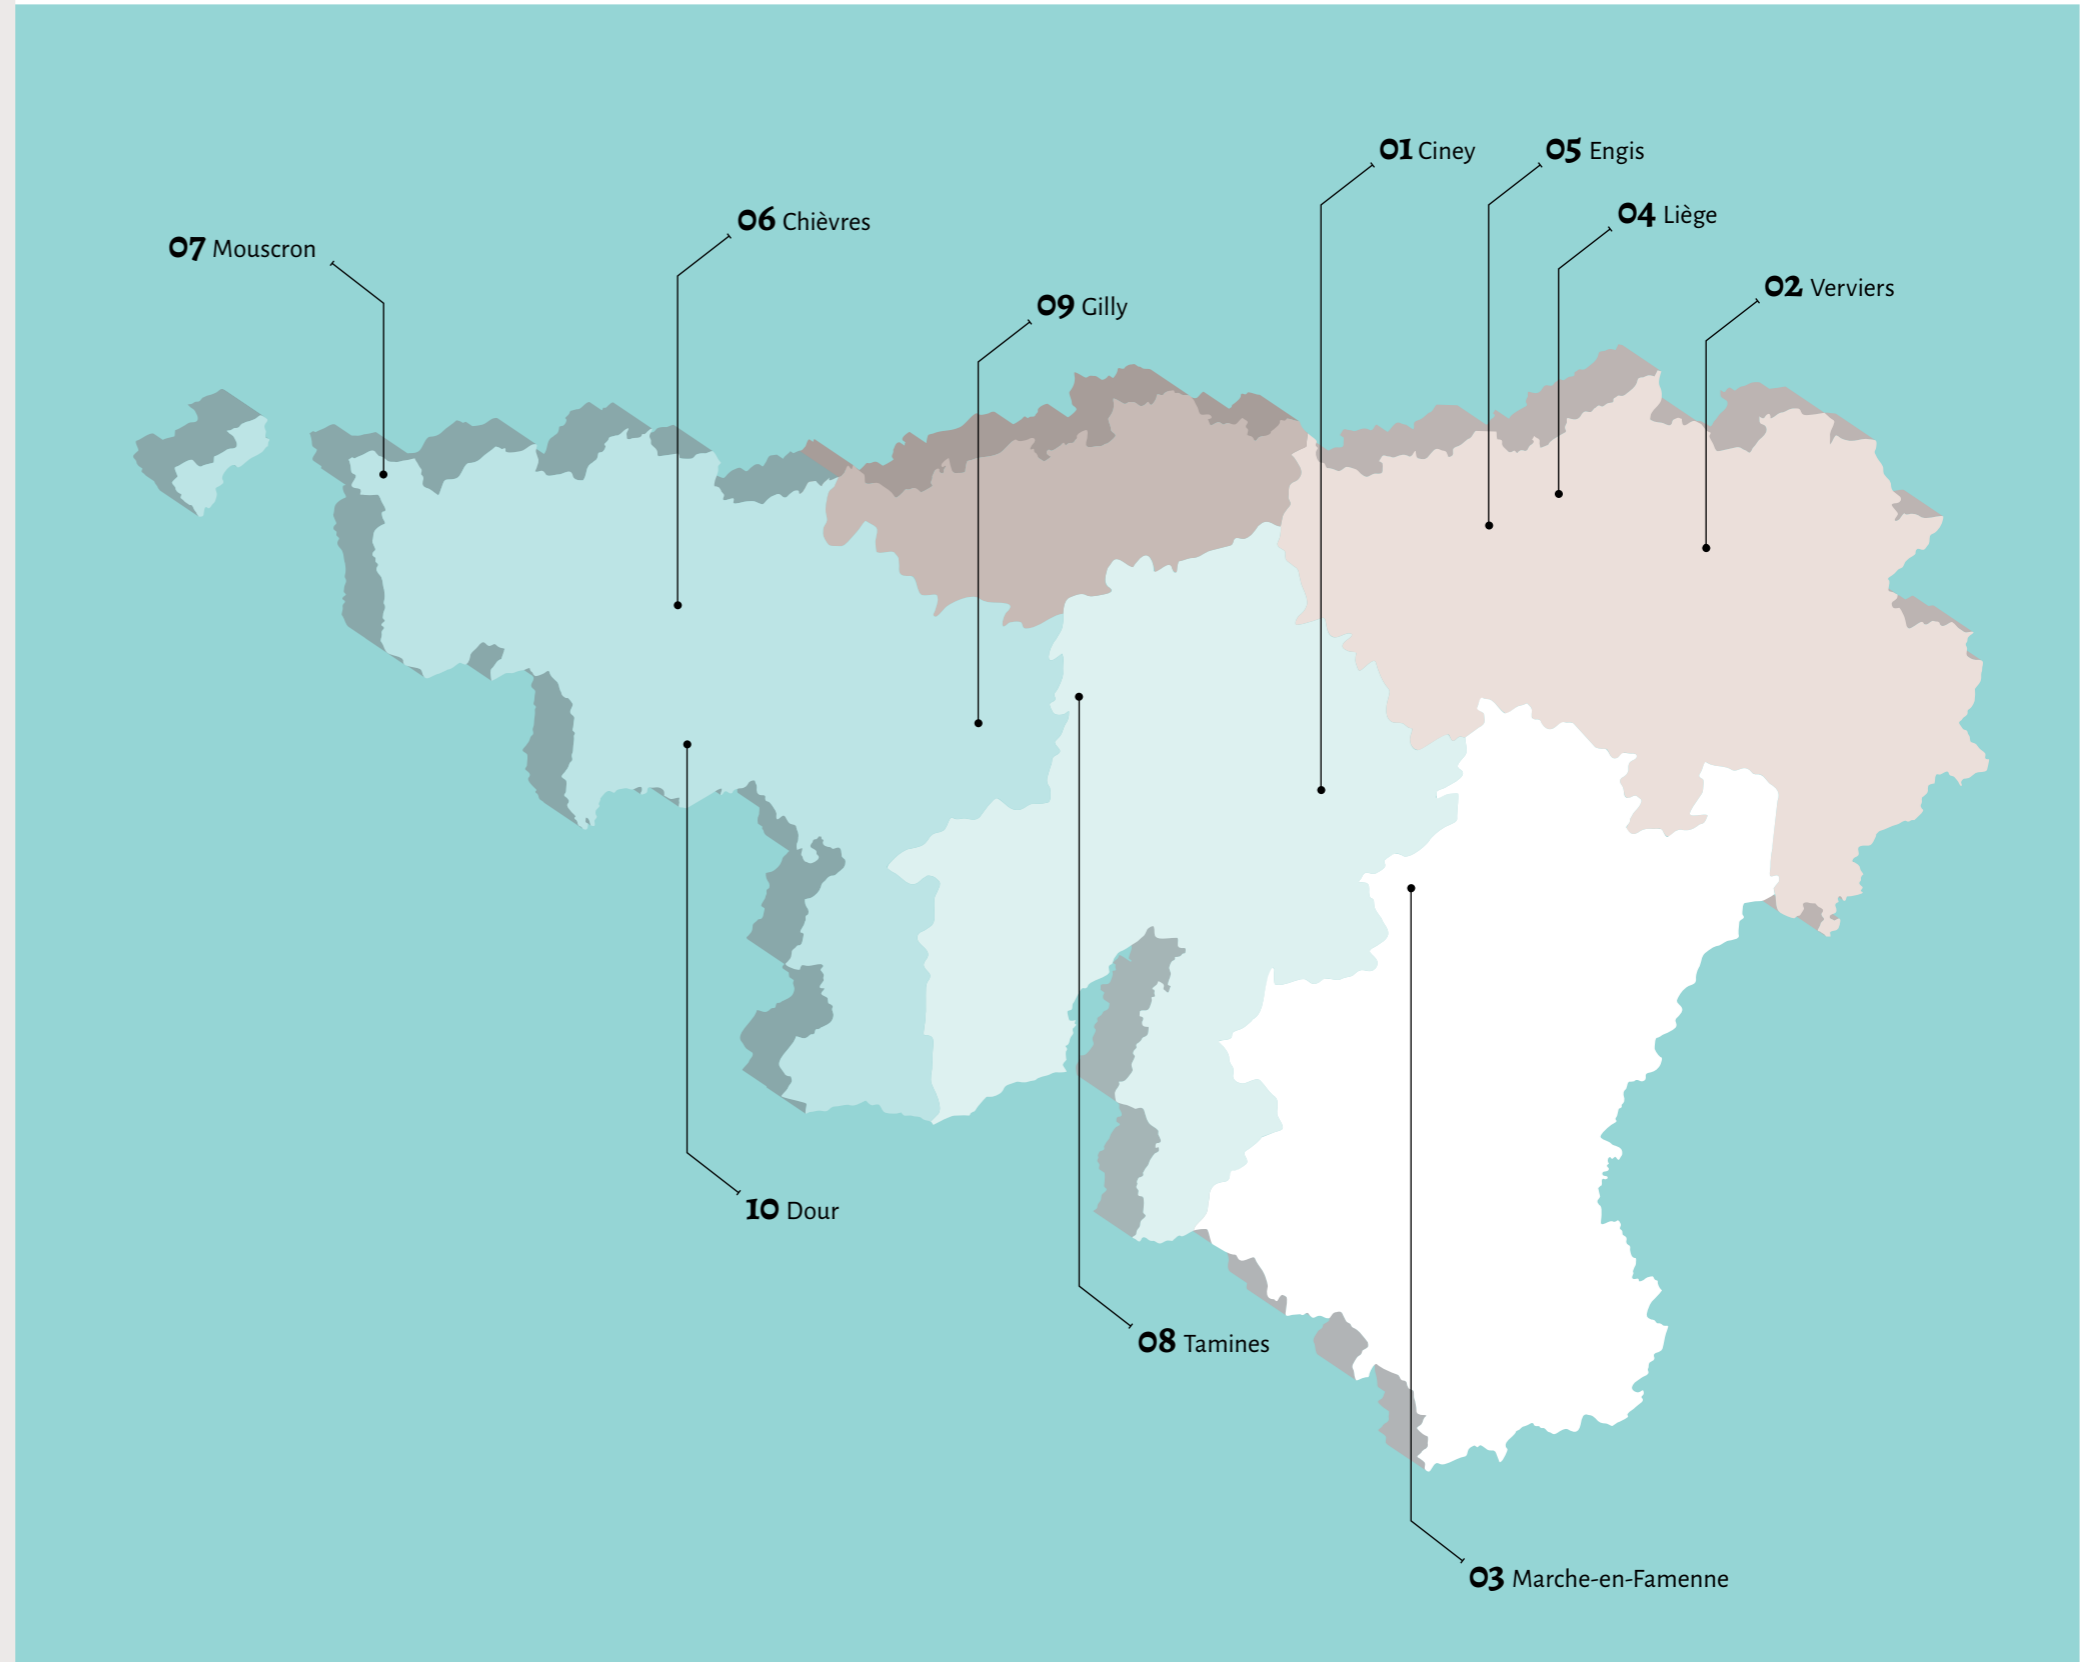 01 Ciney
05 Engis
04 Liège
06 Chièvres
07 Mouscron
02 Verviers
09 Gilly
10 Dour
08 Tamines
03 Marche-en-Famenne